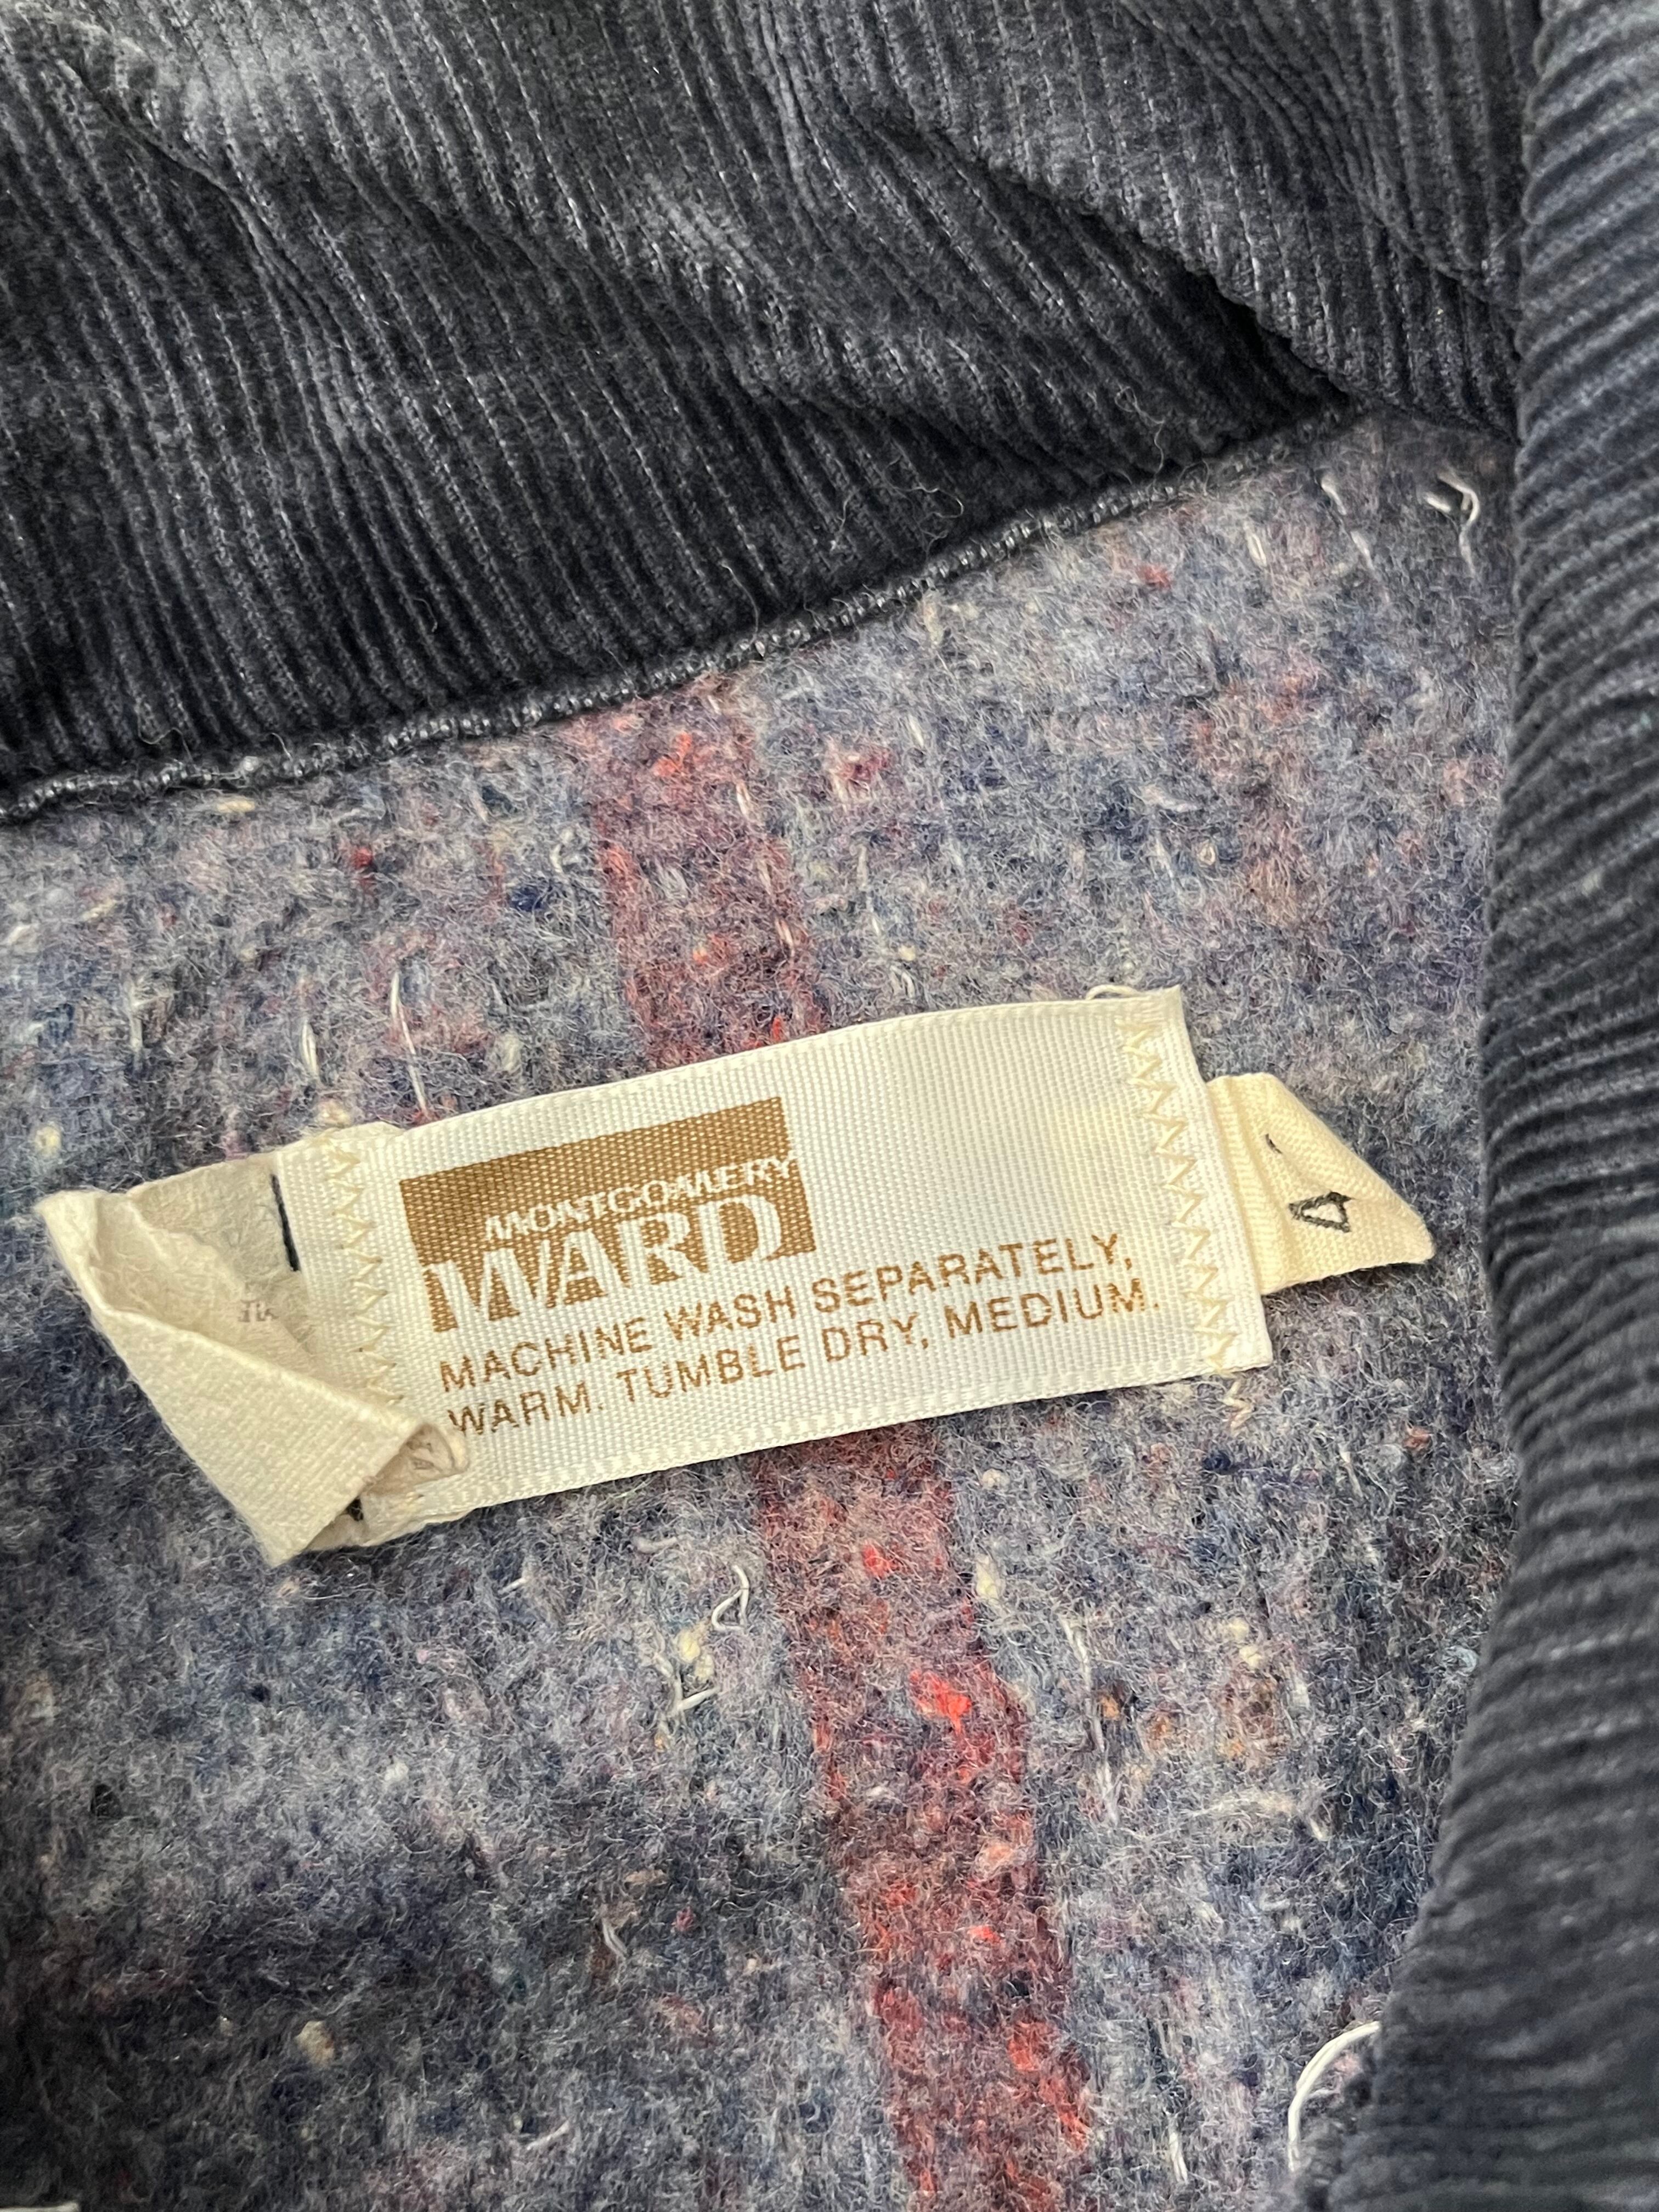 MONTGOMERY
WARD
MACHINE WASH SEPARATELY,
WARM. TUMBLE DRY, MEDIUM.
4